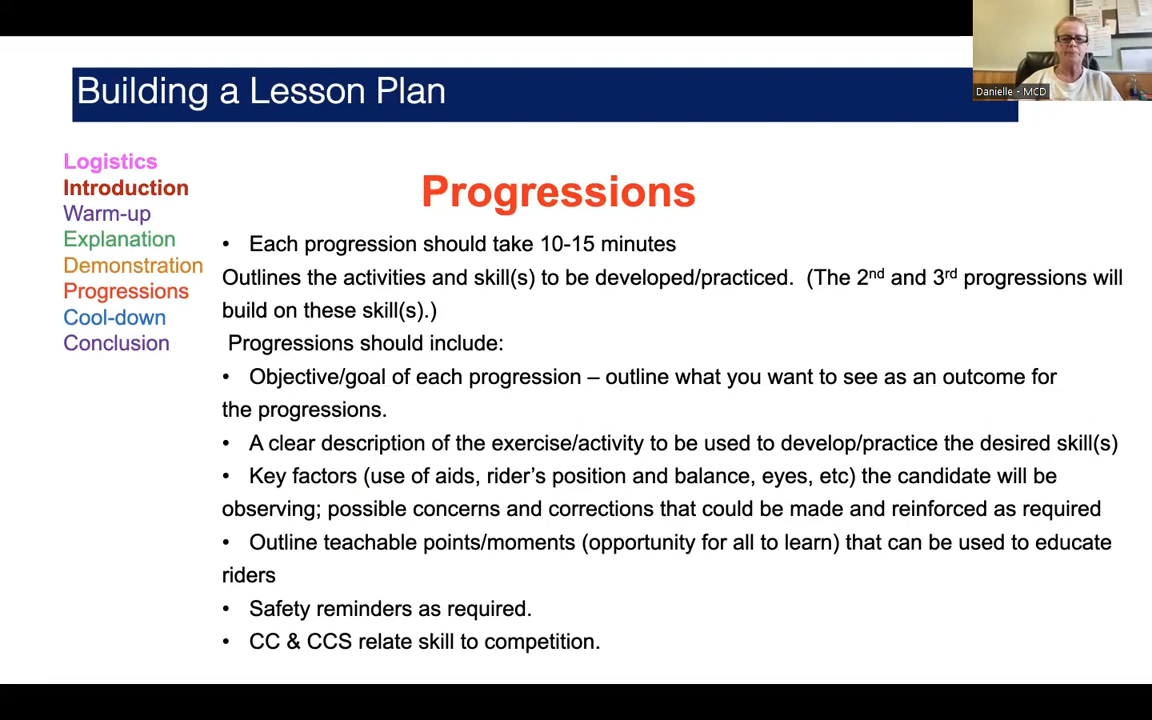 Building a Lesson Plan
Danielle - MCD
Logistics
Introduction
Warm-up
Explanation
Demonstration
Progressions
Cool-down
Conclusion
Progressions
• Each progression should take 10-15 minutes
Outlines the activities and skill(s) to be developed/practiced. (The 2nd and 3rd progressions will
build on these skill(s).)
Progressions should include:
• Objective/goal of each progression – outline what you want to see as an outcome for
the progressions.
• A clear description of the exercise/activity to be used to develop/practice the desired skill(s)
• Key factors (use of aids, rider’s position and balance, eyes, etc) the candidate will be
observing; possible concerns and corrections that could be made and reinforced as required
• Outline teachable points/moments (opportunity for all to learn) that can be used to educate
riders
• Safety reminders as required.
• CC & CCS relate skill to competition.